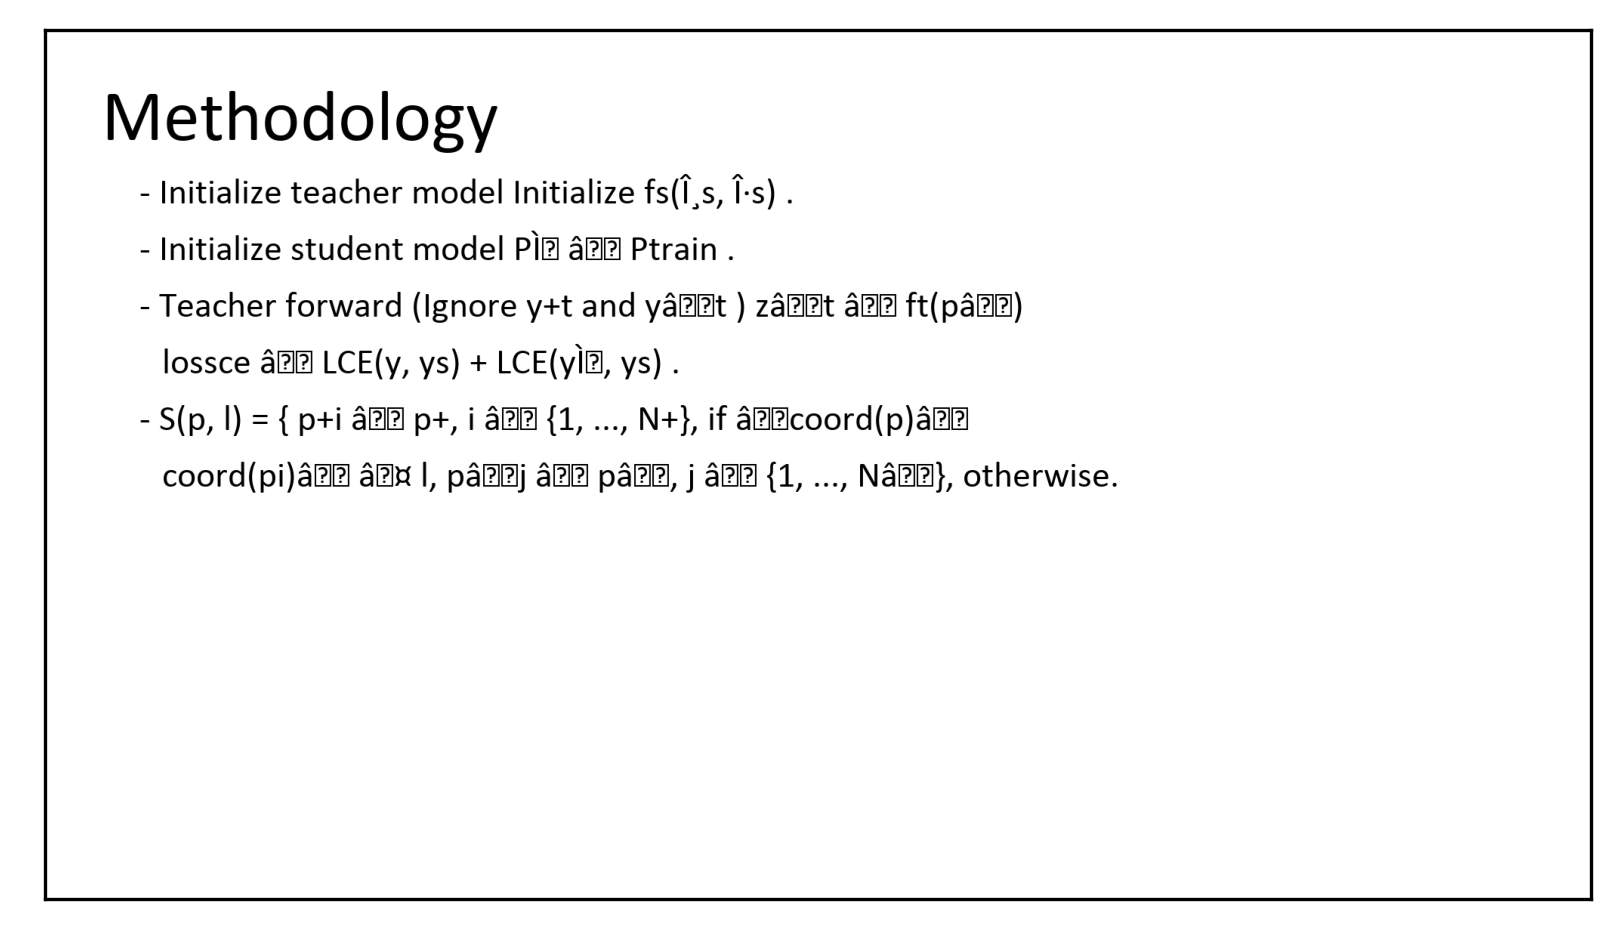 Methodology
- Initialize teacher model Initialize fs(Î¸s, Î·s) .
- Initialize student model PÌ�� â�� Ptrain .
- Teacher forward (Ignore y+t and yâ��t ) zâ��t â�� ft(pâ��)
lossce â�� LCE(y, ys) + LCE(yÌ�, ys) .
- S(p, l) = { p+i â�� p+, i â�� {1, ..., N+}, if â��coord(p)â��
coord(pi)â�� â�¤ l, pâ��j â�� pâ��, j â�� {1, ..., Nâ��}, otherwise.